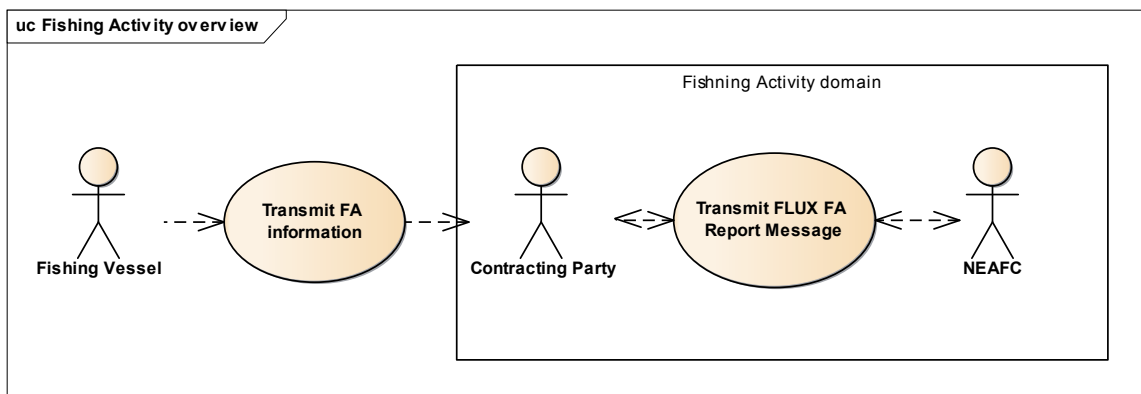 uc Fishing Activity overview
Fishning Activity domain
Transmit FA
information
Transmit FLUX FA
Report Message
Fishing Vessel
Contracting Party
NEAFC